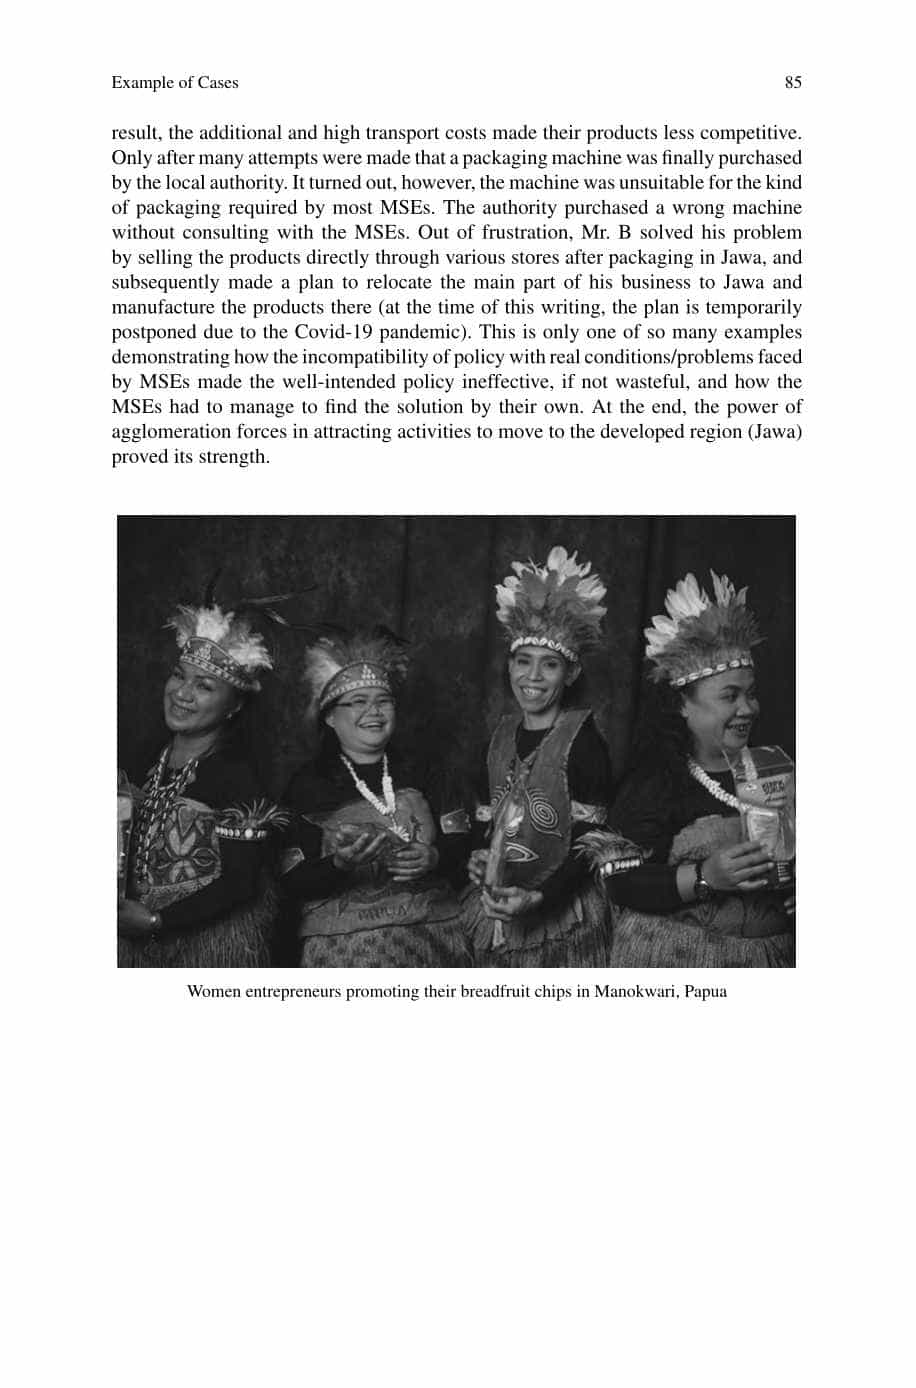 Example of Cases 85
result, the additional and high transport costs made their products less competitive.
Only after many attempts were made that a packaging machine was finally purchased
by the local authority. It turned out, however, the machine was unsuitable for the kind
of packaging required by most MSEs. The authority purchased a wrong machine
without consulting with the MSEs. Out of frustration, Mr. B solved his problem
by selling the products directly through various stores after packaging in Jawa, and
subsequently made a plan to relocate the main part of his business to Jawa and
manufacture the products there (at the time of this writing, the plan is temporarily
postponed due to the Covid-19 pandemic). This is only one of so many examples
demonstrating how the incompatibility of policy with real conditions/problems faced
by MSEs made the well-intended policy ineffective, if not wasteful, and how the
MSEs had to manage to find the solution by their own. At the end, the power of
agglomeration forces in attracting activities to move to the developed region (Jawa)
proved its strength.
PAPUA
Women entrepreneurs promoting their breadfruit chips in Manokwari, Papua